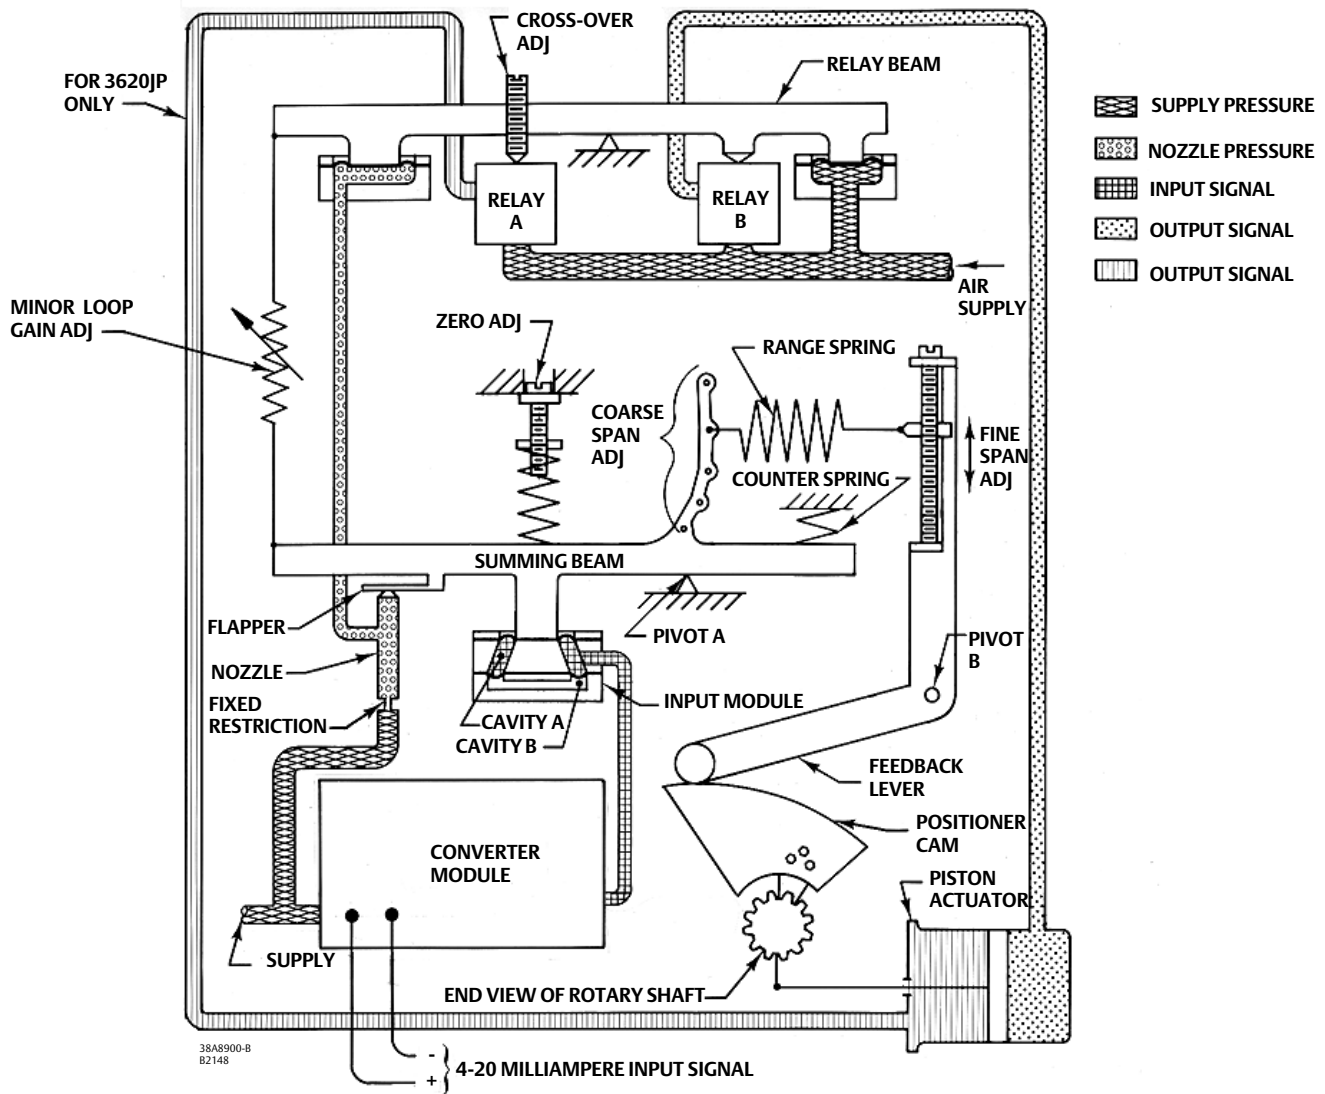 CROSS-OVER
ADJ
FOR 3620JP
ONLY
RELAY BEAM
SUPPLY PRESSURE
NOZZLE PRESSURE
INPUT SIGNAL
OUTPUT SIGNAL
OUTPUT SIGNAL
RELAY
A
RELAY
B
AIR
SUPPLY
MINOR LOOP
GAIN ADJ
ZERO ADJ
RANGE SPRING
COARSE
SPAN
ADJ
FINE
SPAN
ADJ
COUNTER SPRING
SUMMING BEAM
FLAPPER
PIVOT A
PIVOT
B
NOZZLE
FIXED
RESTRICTION
INPUT MODULE
CAVITY A
CAVITY B
FEEDBACK
LEVER
POSITIONER
CAM
CONVERTER
MODULE
PISTON
ACTUATOR
SUPPLY
END VIEW OF ROTARY SHAFT
38A8900-B
B2148
-
+
4-20 MILLIAMPERE INPUT SIGNAL